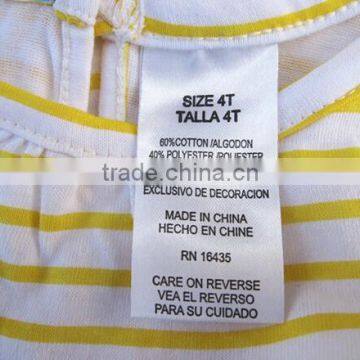 SIZE 4T
TALLA 4T
60%COTTON /ALGODON
40% POLYESTER /POLIESTER
trade.china.cn
EXCLUSIVO DE DECORACION
MADE IN CHINA
HECHO EN CHINE
RN 16435
CARE ON REVERSE
VEA EL REVERSO
PARA SU CUIDADO